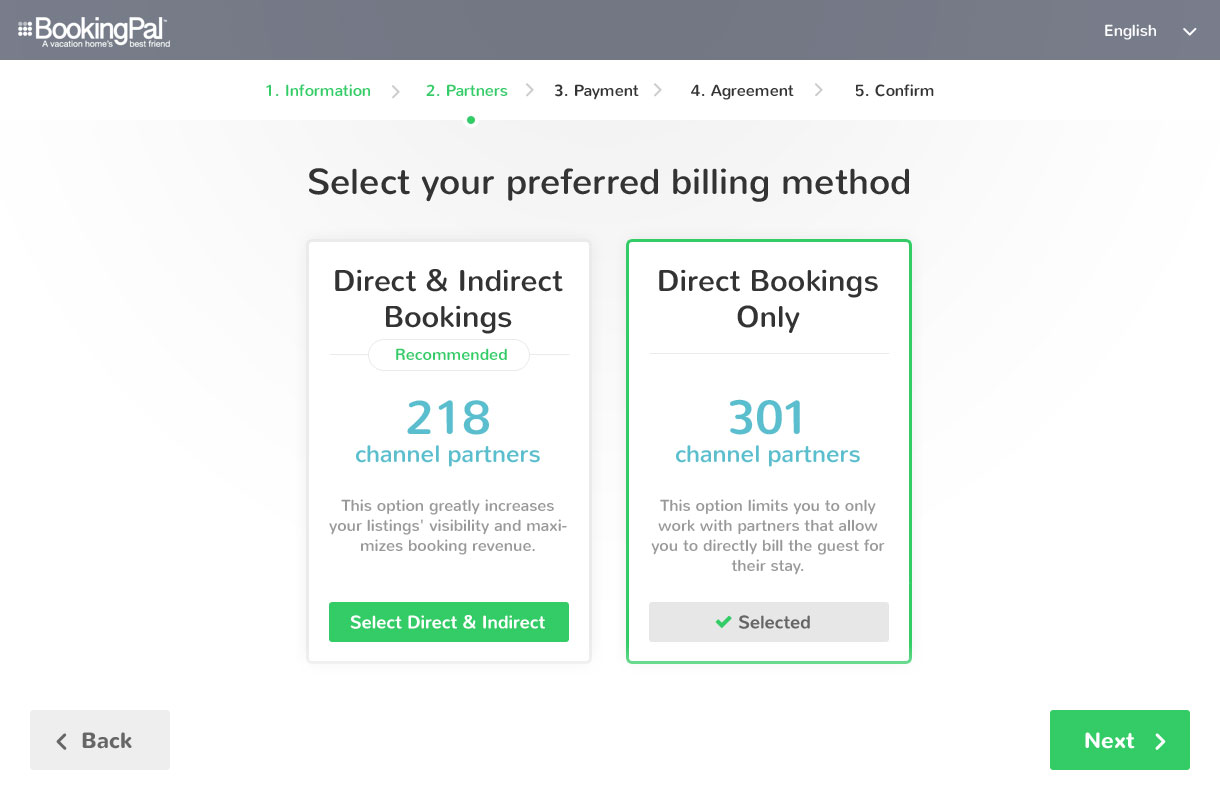 BookingPal
A vacation home's best friend
English
1. Information
2. Partners
3. Payment
4. Agreement
5. Confirm
Select your preferred billing method
Direct & Indirect
Bookings
Recommended
218
channel partners
This option greatly increases
your listings' visibility and maxi-
mizes booking revenue.
Select Direct & Indirect
Direct Bookings
Only
301
channel partners
This option limits you to only
work with partners that allow
you to directly bill the guest for
their stay.
Selected
Back
Next